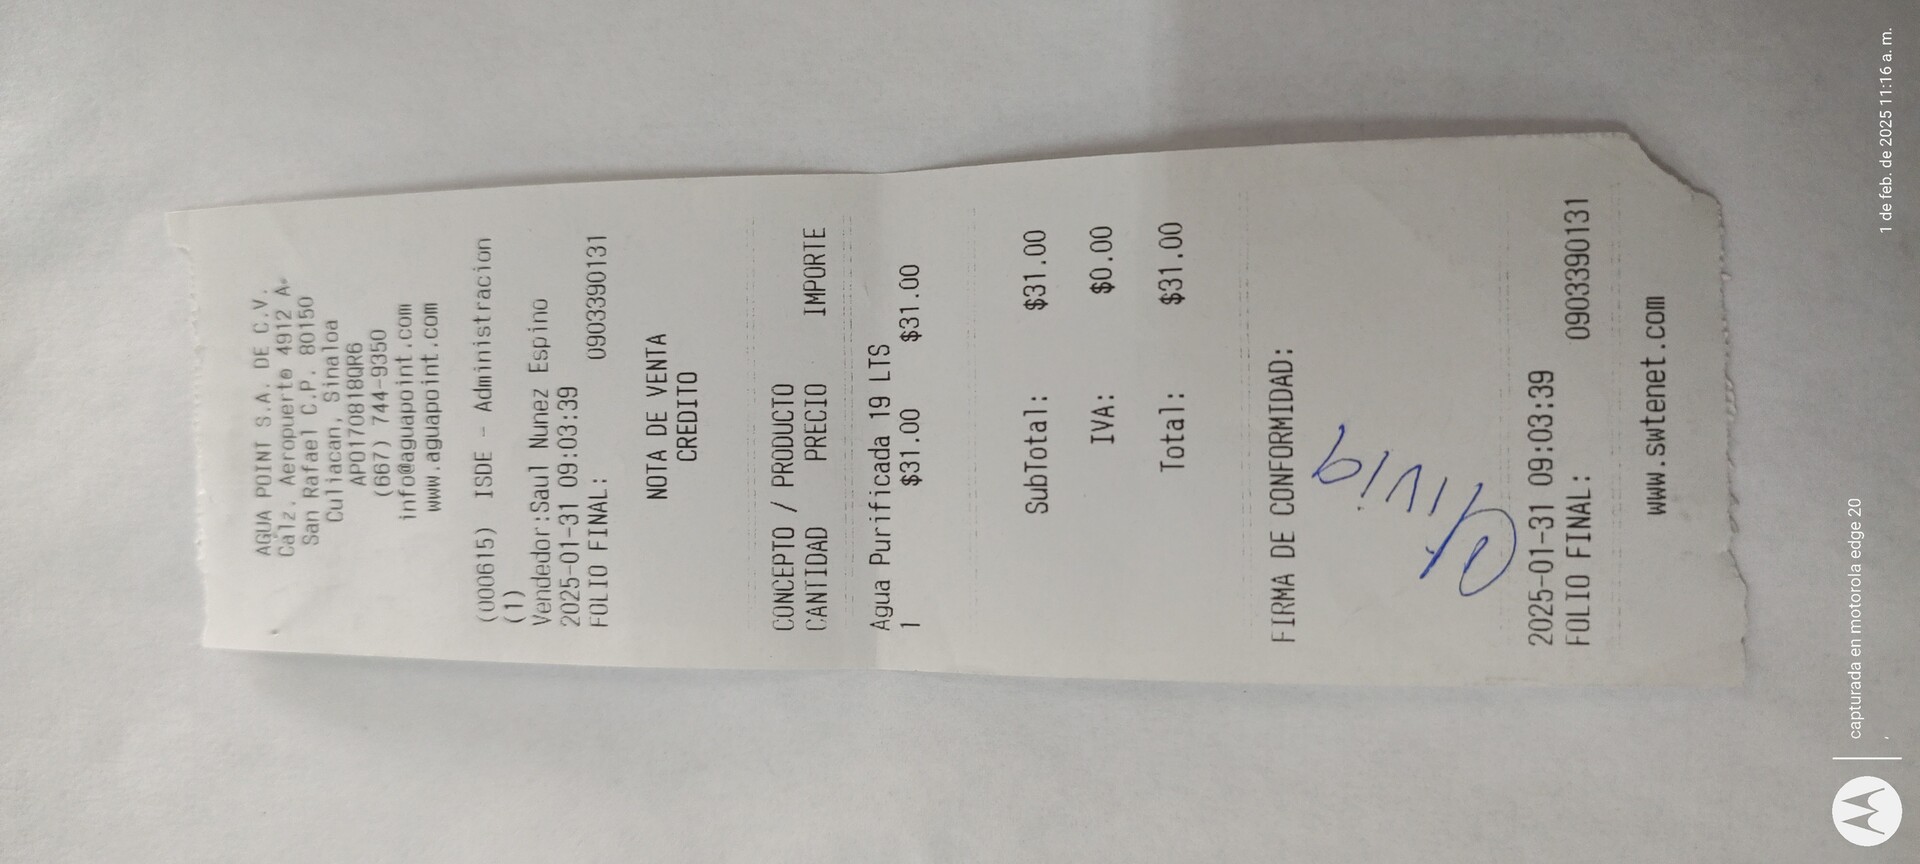 AGUA POINT S.A. DE C.V.
Calz. Aeropuerto 4912 A.
San Rafael C.P. 80150
Culiacan, Sinaloa
APO170818QR6
(667) 744-9350
info@aguapoint.com
www.aguapoint.com
(000615) ISDE - Administracion
(1)
Vendedor:Saul Nunez Espino
2025-01-31 09:03:39
FOLIO FINAL: 0903390131
NOTA DE VENTA
CREDITO
CONCEPTO / PRODUCTO
CANTIDAD PRECIO IMPORTE
Agua Purificada 19 LTS
1 $31.00 $31.00
SubTotal: $31.00
IVA: $0.00
Total: $31.00
FIRMA DE CONFORMIDAD:
2025-01-31 09:03:39
FOLIO FINAL: 0903390131
www.swtenet.com
capturada en motorola edge 20
1 de feb. de 2025 11:16 a. m.